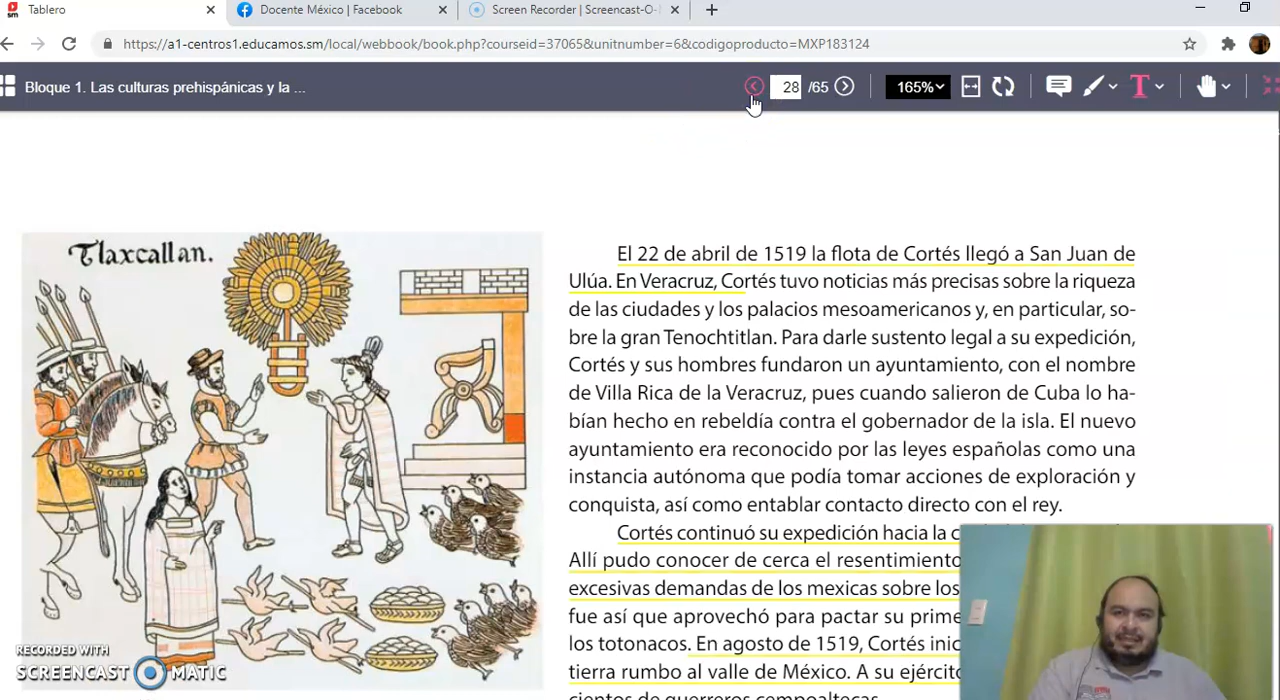 Tablero
Docente México | Facebook
Screen Recorder | Screencast-O-
https://a1-centros1.educamos.sm/local/webbook/book.php?courseid=37065&unitnumber=6&codigoproducto=MXP183124
Bloque 1. Las culturas prehispánicas y la ...
28 /65
165%
Tlaxcallan.
El 22 de abril de 1519 la flota de Cortés llegó a San Juan de
Ulúa. En Veracruz, Cortés tuvo noticias más precisas sobre la riqueza
de las ciudades y los palacios mesoamericanos y, en particular, so-
bre la gran Tenochtitlan. Para darle sustento legal a su expedición,
Cortés y sus hombres fundaron un ayuntamiento, con el nombre
de Villa Rica de la Veracruz, pues cuando salieron de Cuba lo ha-
bían hecho en rebeldía contra el gobernador de la isla. El nuevo
ayuntamiento era reconocido por las leyes españolas como una
instancia autónoma que podía tomar acciones de exploración y
conquista, así como entablar contacto directo con el rey.
Cortés continuó su expedición hacia la
Allí pudo conocer de cerca el resentimiento
excesivas demandas de los mexicas sobre los
fue así que aprovechó para pactar su prime
los totonacos. En agosto de 1519, Cortés inic
tierra rumbo al valle de México. A su ejército
cientos de guerreros cempoaltecas.
RECORDED WITH
SCREENCAST MATIC